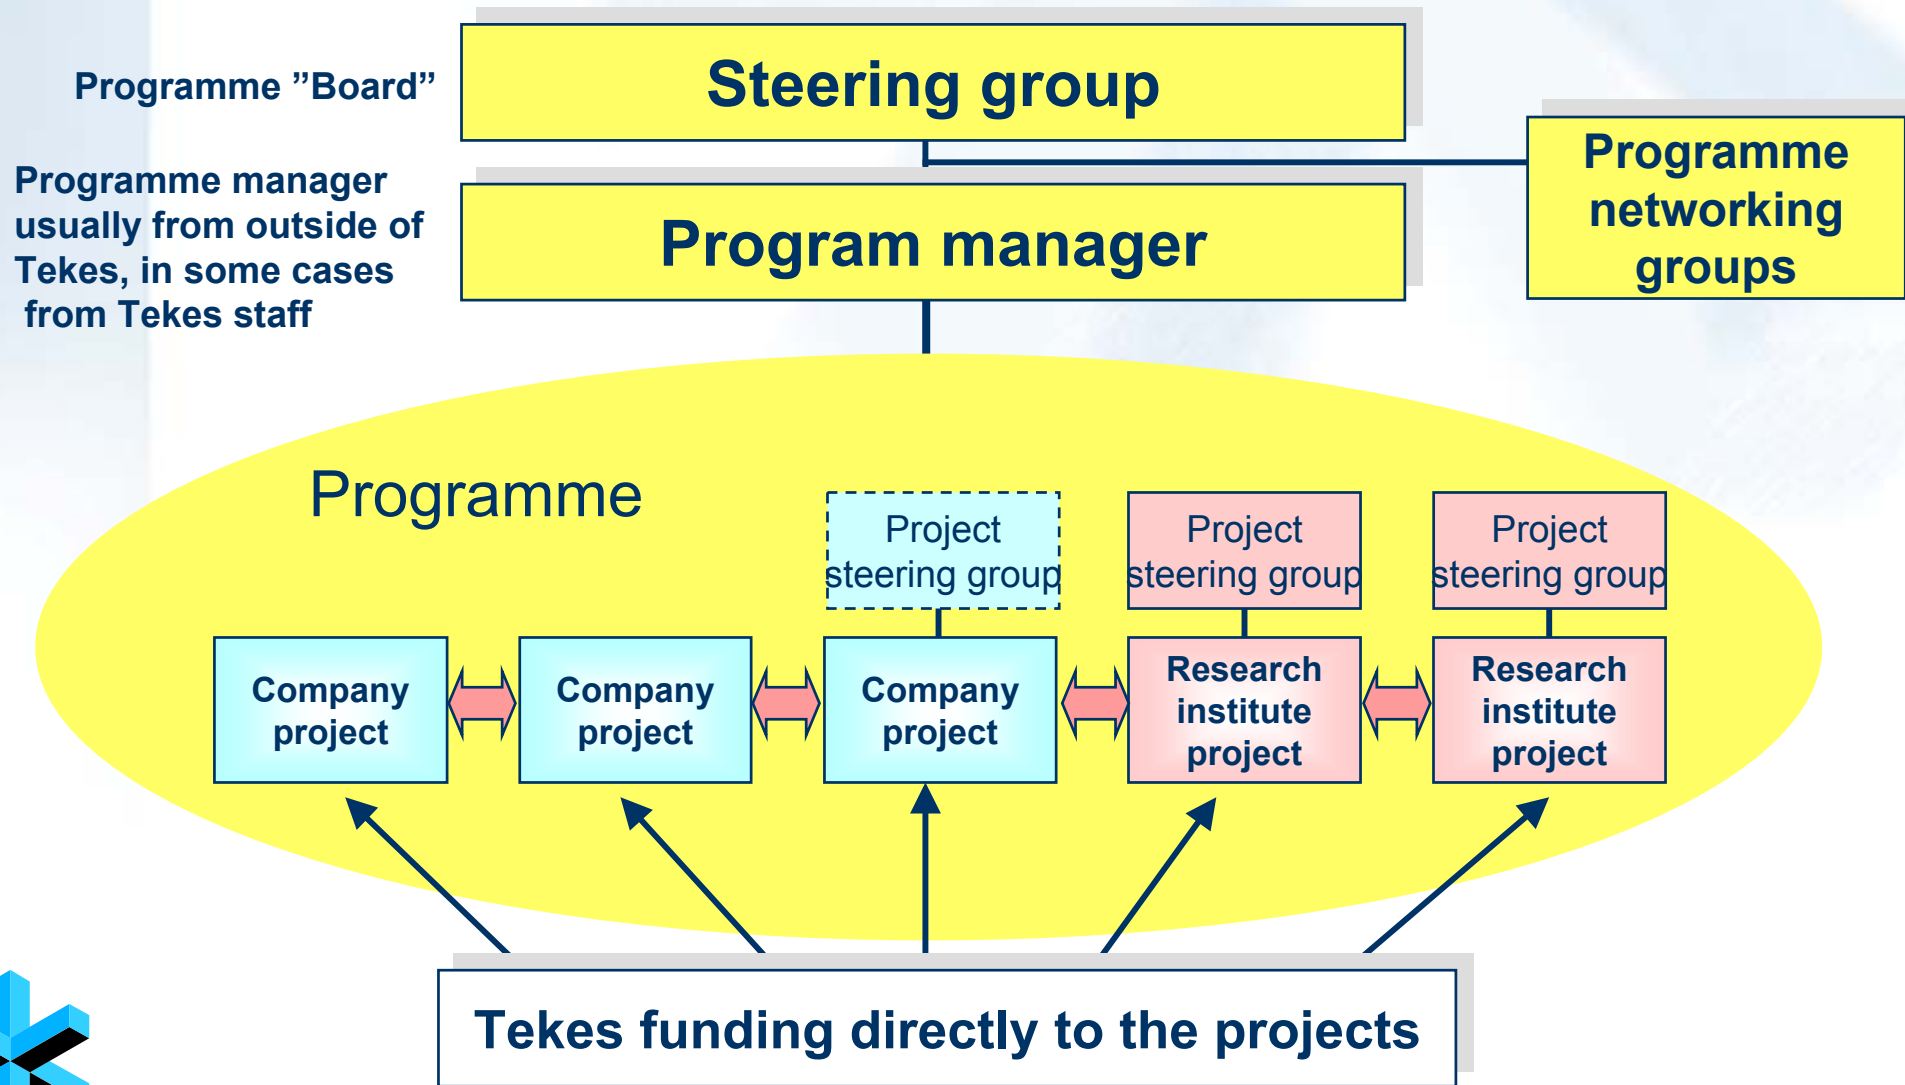 Programme ”Board”
Steering group
Programme
networking
groups
Programme manager
usually from outside of
Tekes, in some cases
from Tekes staff
Program manager
Programme
Project
steering group
Project
steering group
Project
steering group
Company
project
Company
project
Company
project
Research
institute
project
Research
institute
project
Tekes funding directly to the projects